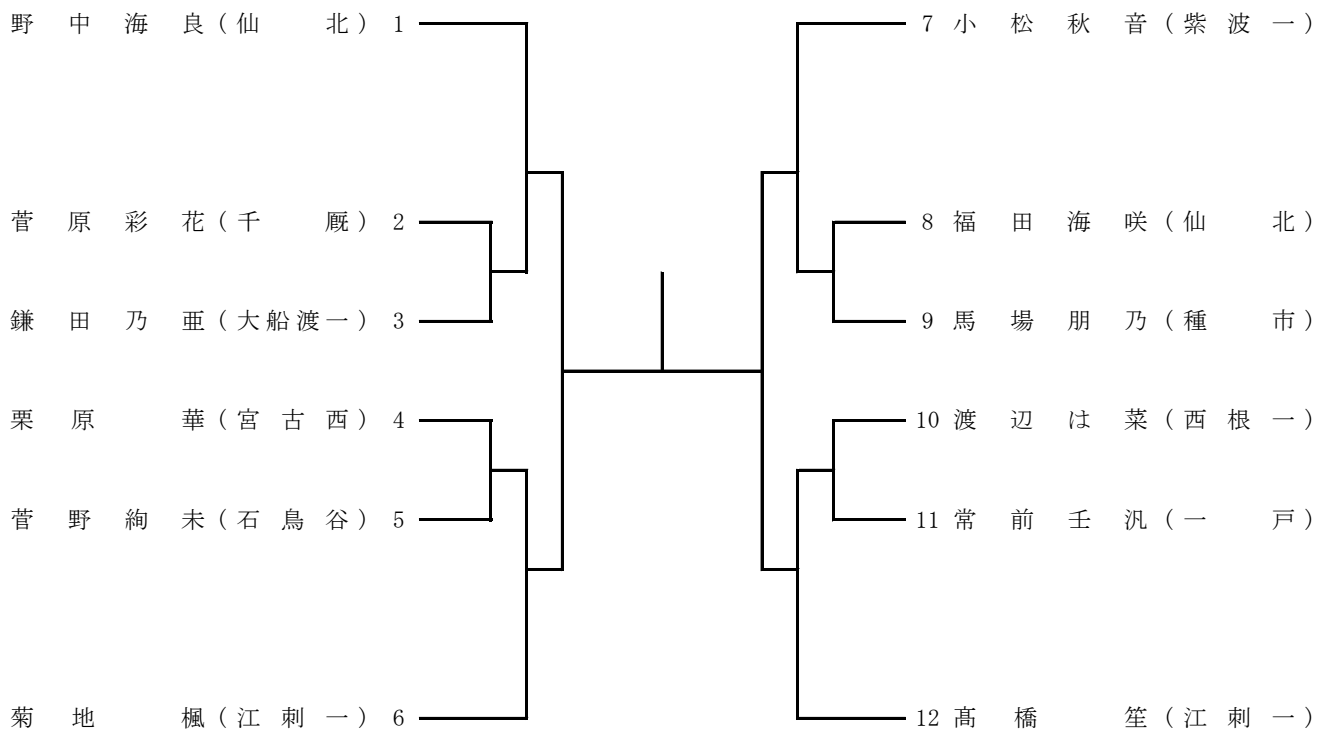 野中海良(仙北) 1
菅原彩花(千厩) 2
鎌田乃亜(大船渡一) 3
栗原華(宮古西) 4
菅野絢未(石鳥谷) 5
菊地楓(江刺一) 6
7 小松秋音(紫波一)
8 福田海咲(仙北)
9 馬場朋乃(種市)
10 渡辺は菜(西根一)
11 常前壬汎(一戸)
12 髙橋笙(江刺一)